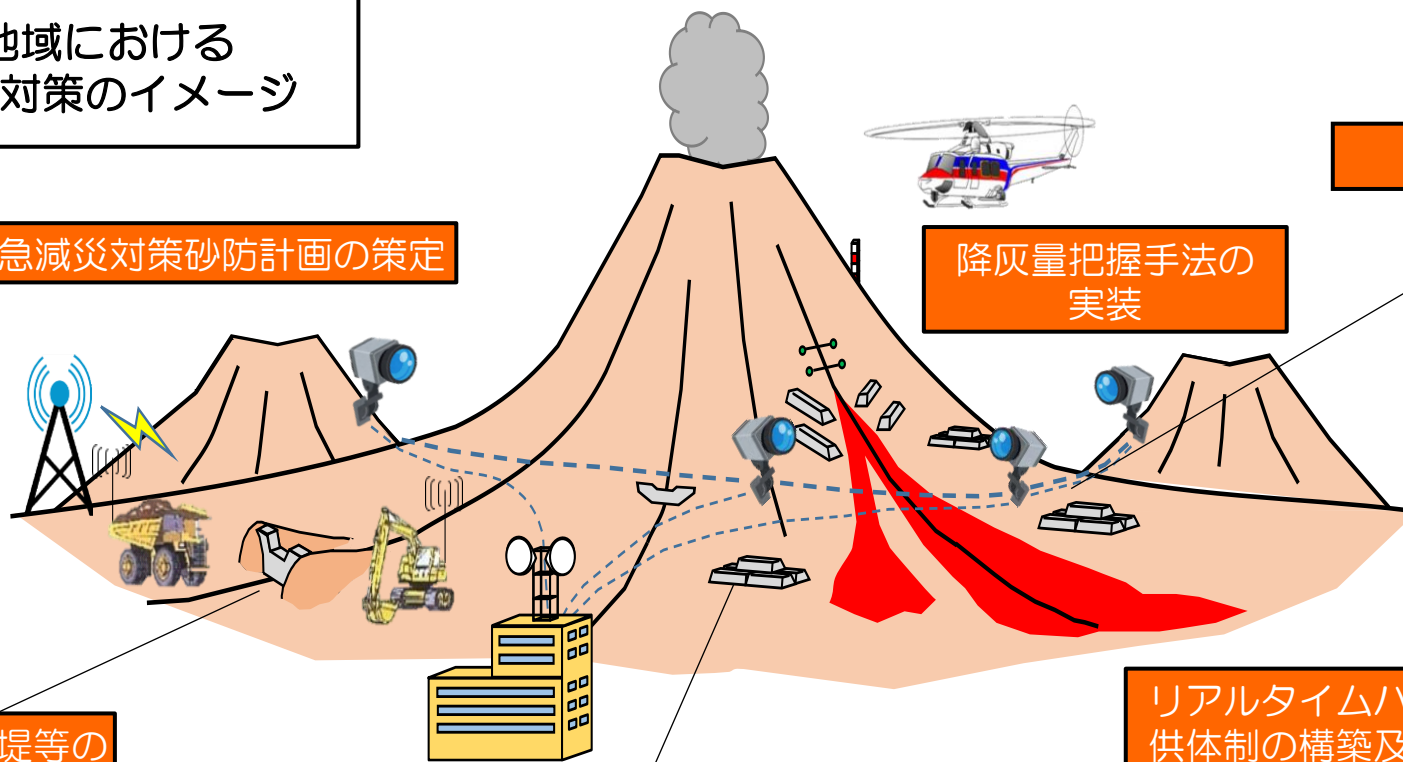 地域における
対策のイメージ
急減災対策砂防計画の策定
降灰量把握手法の
実装
堤等の
リアルタイムハ
供体制の構築及